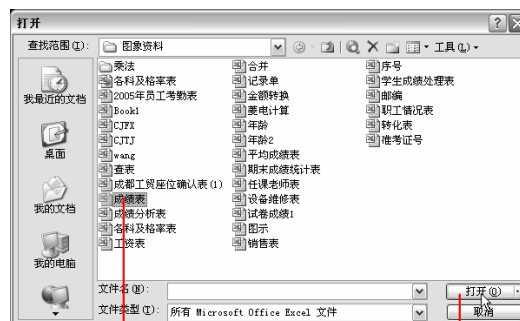 打开
查找范围(I):
图象资料
工具(L)
我最近的文档
桌面
我的文档
我的电脑
乘法
各科及格率表
2005年员工考勤表
Book1
CJFX
CJTJ
wang
查表
成都工贸座位确认表(1)
成绩表
成绩分析表
各科及格率表
工资表
合并
记录单
金额转换
菱电计算
年龄
年龄2
平均成绩表
期末成绩统计表
任课老师表
设备维修表
试卷成绩1
图示
销售表
序号
学生成绩处理表
邮编
职工情况表
转化表
准考证号
文件名(N):
打开(O)
文件类型(T):
所有 Microsoft Office Excel 文件
取消